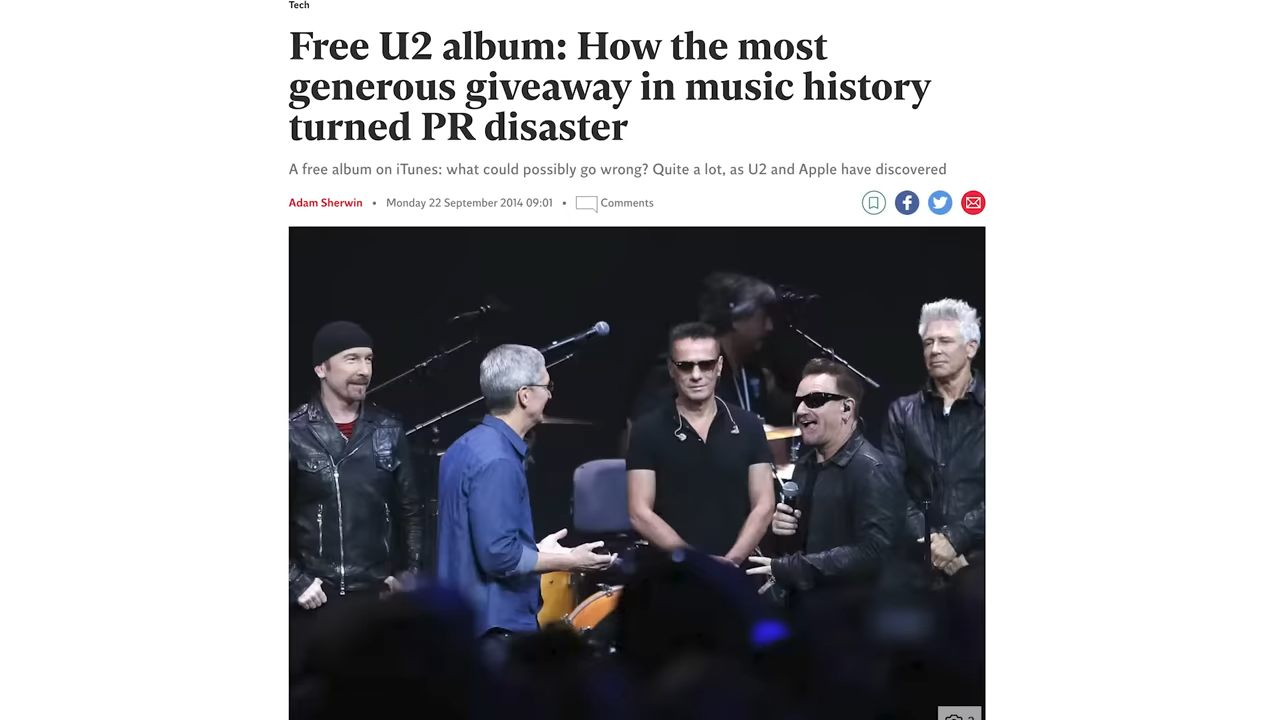 Tech
Free U2 album: How the most
generous giveaway in music history
turned PR disaster
A free album on iTunes: what could possibly go wrong? Quite a lot, as U2 and Apple have discovered
Adam Sherwin • Monday 22 September 2014 09:01 • Comments